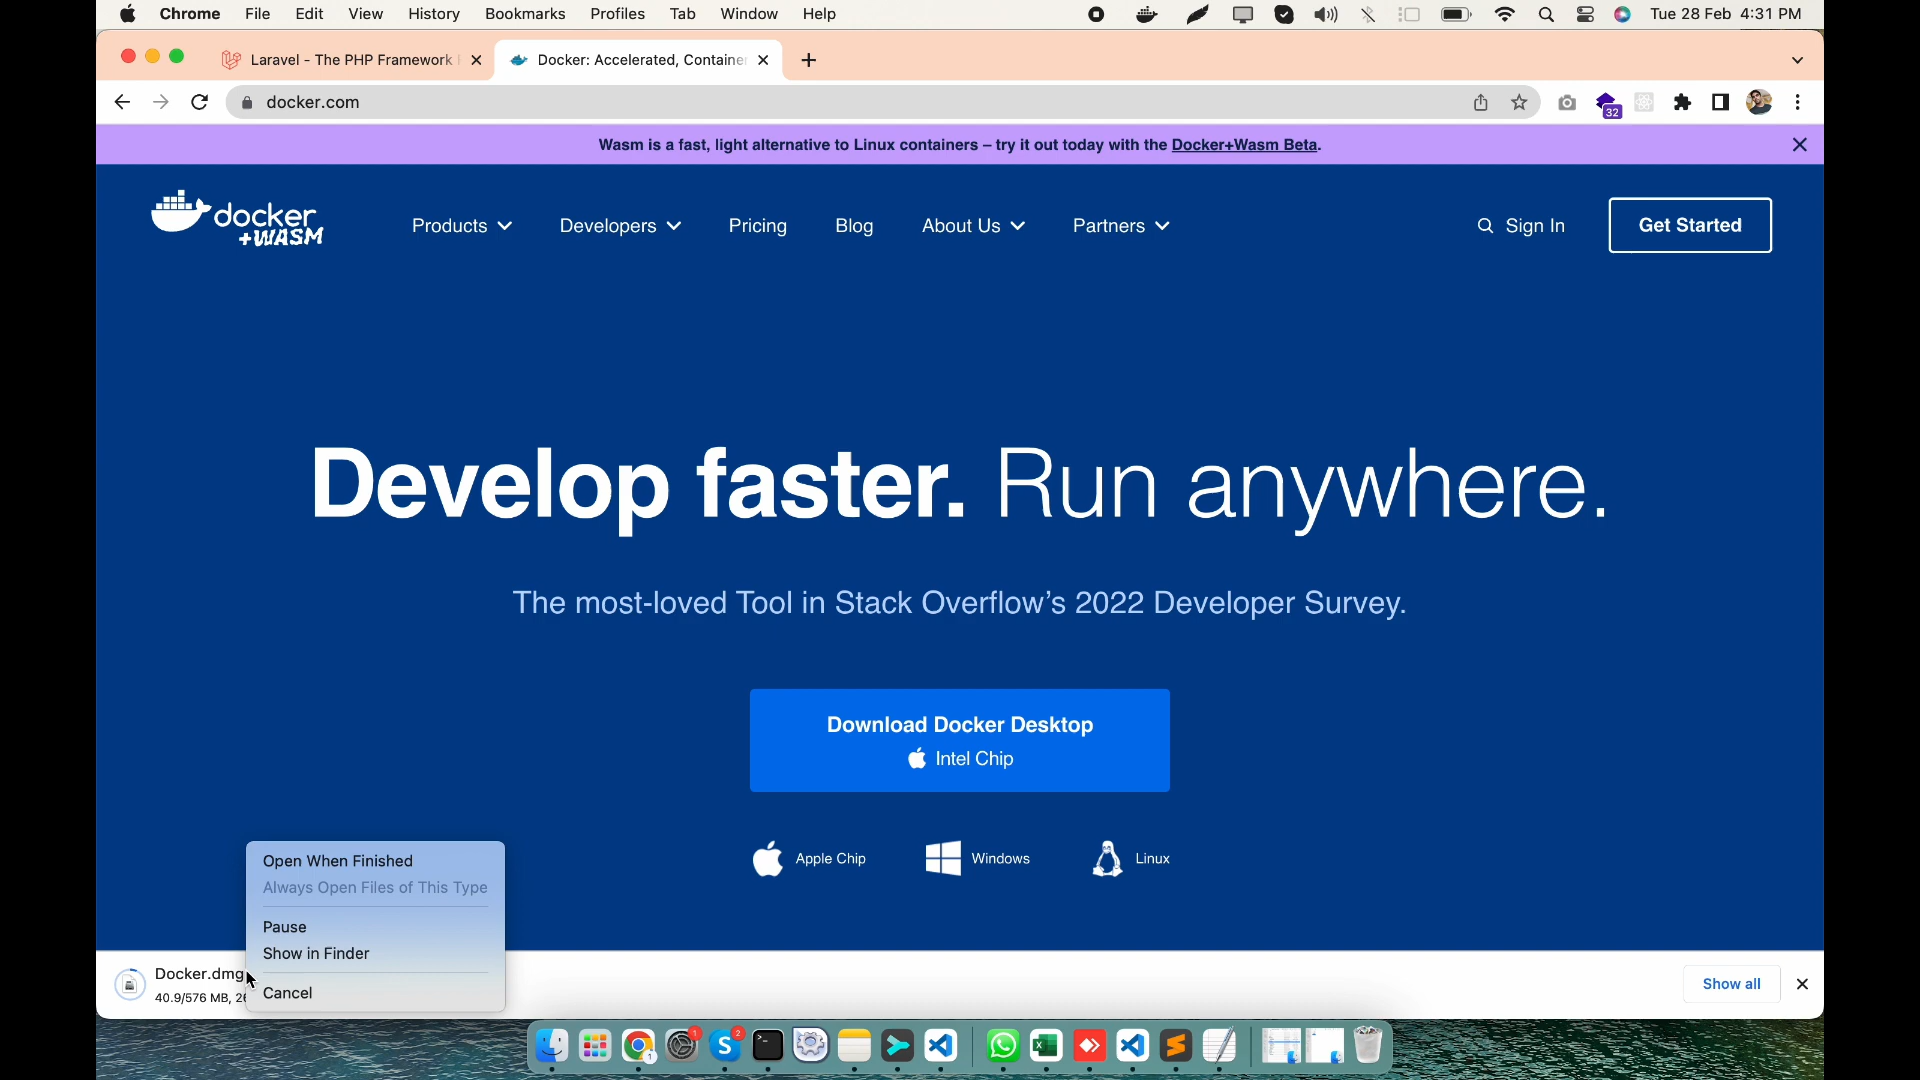 Chrome File Edit View History Bookmarks Profiles Tab Window Help Tue 28 Feb 4:31 PM
Laravel - The PHP Framework Docker: Accelerated, Containe
docker.com
32
Wasm is a fast, light alternative to Linux containers – try it out today with the Docker+Wasm Beta.
docker
+WASM
Products Developers Pricing Blog About Us Partners Sign In Get Started
Develop faster. Run anywhere.
The most-loved Tool in Stack Overflow's 2022 Developer Survey.
Download Docker Desktop
Intel Chip
Apple Chip Windows Linux
Open When Finished
Always Open Files of This Type
Pause
Show in Finder
Cancel
Docker.dmg
40.9/576 MB, 26
Show all
1 2 1